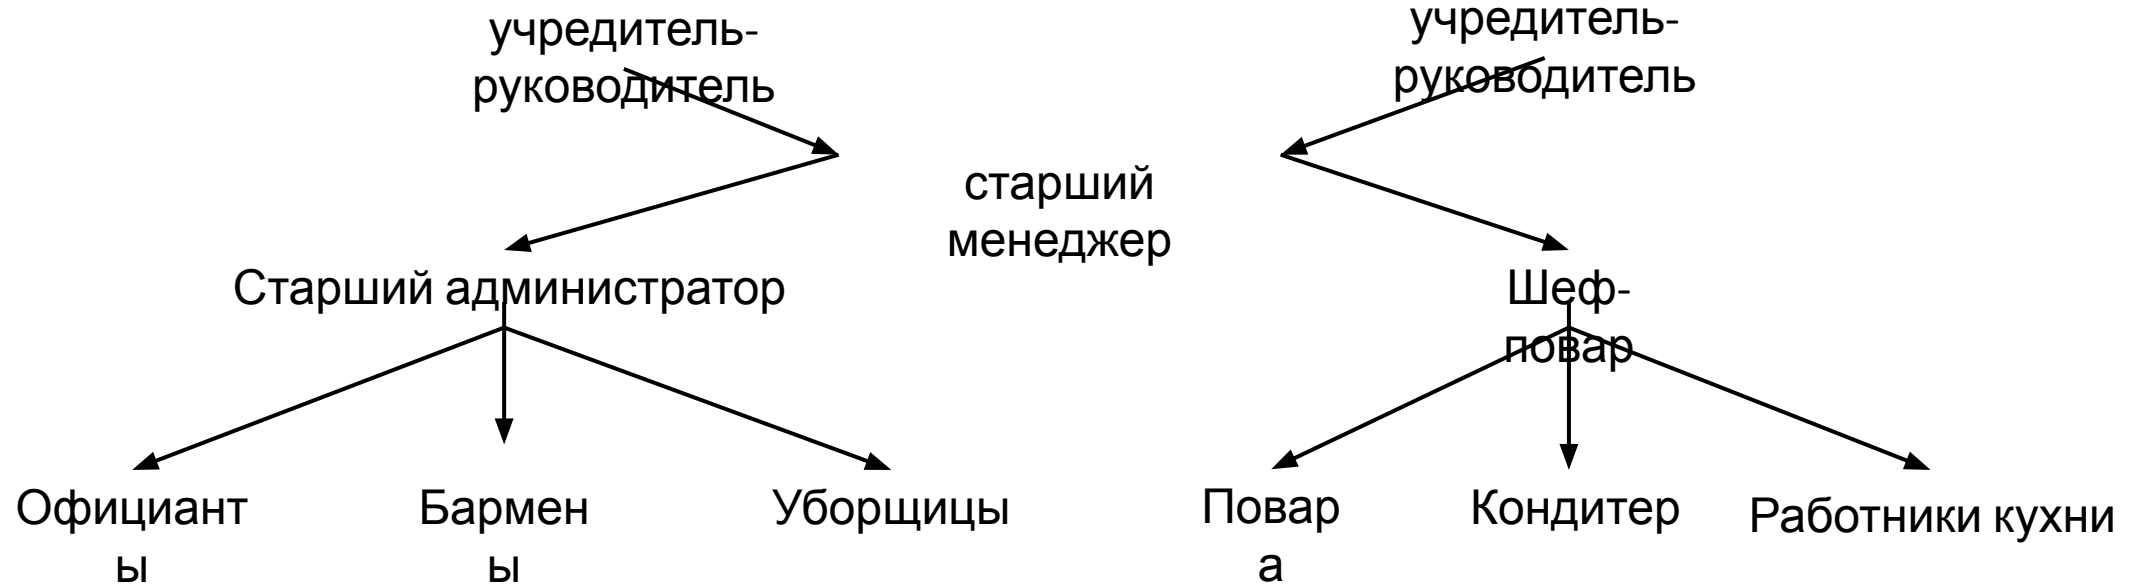 учредитель-
руководитель
учредитель-
руководитель
старший
менеджер
Старший администратор
Шеф-
повар
Официант
ы
Бармен
ы
Уборщицы
Повар
а
Кондитер
Работники кухни